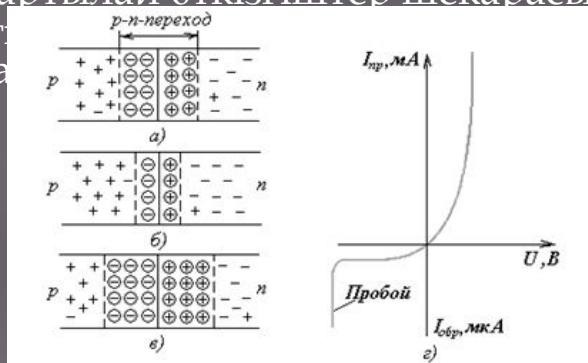 p-n-переход
p
n
а)
p
n
б)
p
n
в)
I_пр, мА
U, В
Пробой
I_обр, мкА
г)